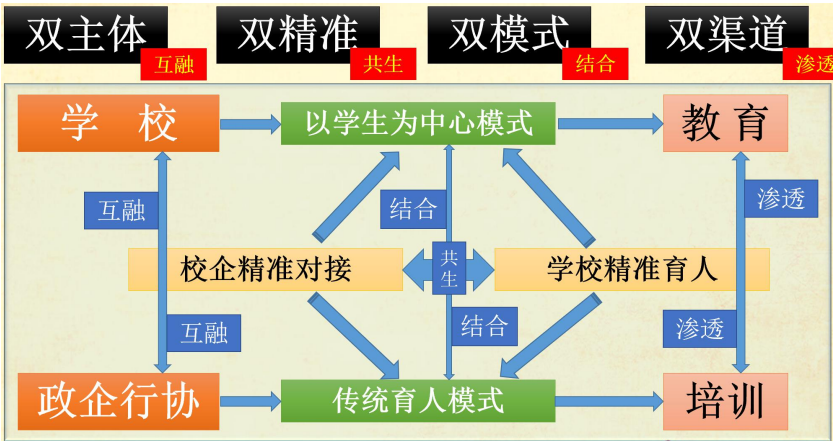 双主体
互融
双精准
共生
双模式
结合
双渠道
渗透
学 校
以学生为中心模式
教育
互融
结合
渗透
校企精准对接
共生
学校精准育人
互融
结合
渗透
政企行协
传统育人模式
培训